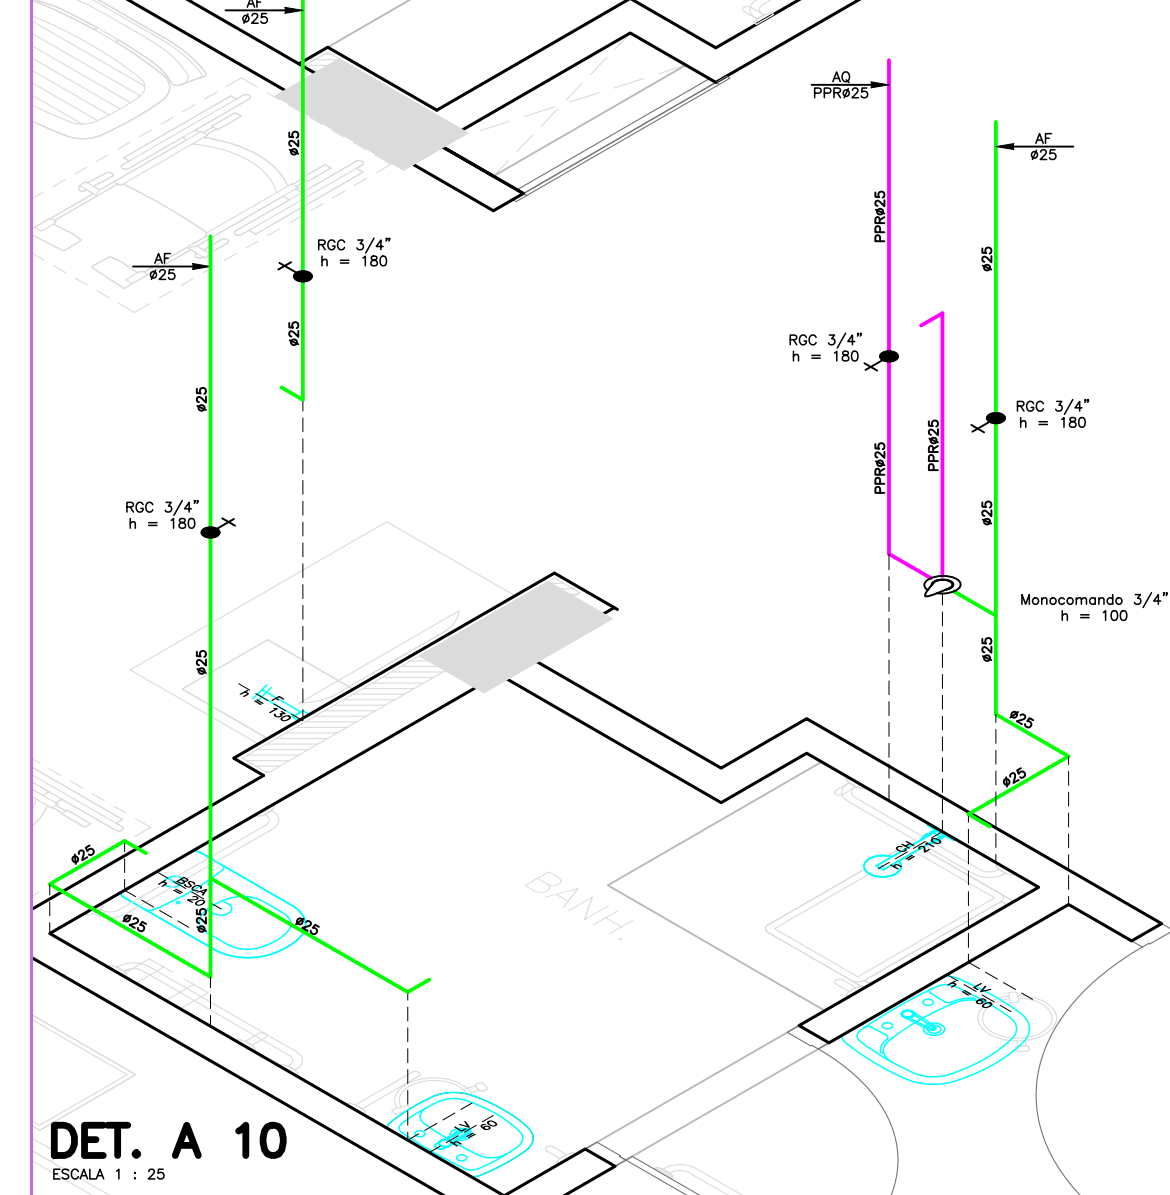 AF
ø25
ø25
RGC 3/4"
h = 180
ø25
AF
ø25
ø25
RGC 3/4"
h = 180
ø25
AQ
PPRø25
PPRø25
RGC 3/4"
h = 180
PPRø25
PPRø25
AF
ø25
ø25
RGC 3/4"
h = 180
ø25
Monocomando 3/4"
h = 100
ø25
ø25
ø25
F
h = 130
ø25
BSCA
h = 20
ø25
ø25
ø25
BANH.
CH
h = 210
LV
h = 60
LV
h = 60
DET. A 10
ESCALA 1 : 25